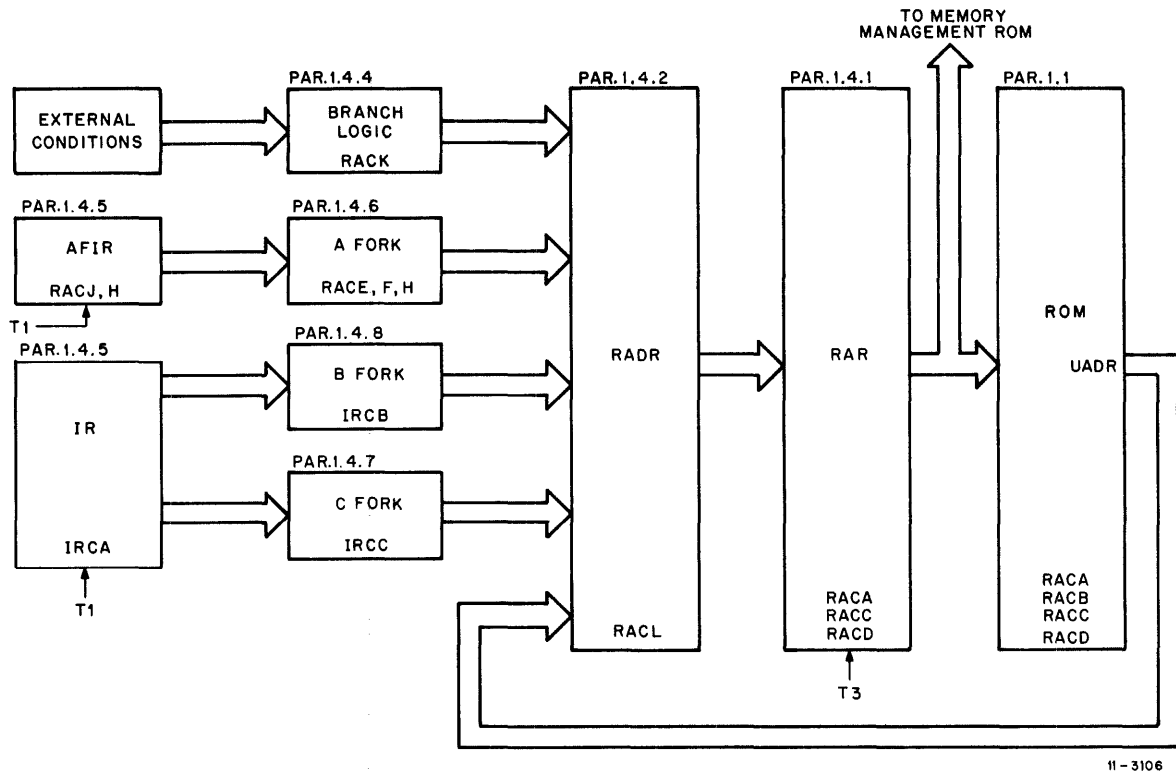 TO MEMORY
MANAGEMENT ROM
PAR.1.4.4
PAR.1.4.2
PAR.1.4.1
PAR.1.1
EXTERNAL
CONDITIONS
BRANCH
LOGIC
RACK
PAR.1.4.5
PAR.1.4.6
AFIR
RACJ, H
A FORK
RACE, F, H
T1
PAR.1.4.5
PAR.1.4.8
IR
IRCA
T1
B FORK
IRCB
PAR.1.4.7
C FORK
IRCC
RADR
RACL
RAR
RACA
RACC
RACD
T3
ROM
UADR
RACA
RACB
RACC
RACD
11-3106